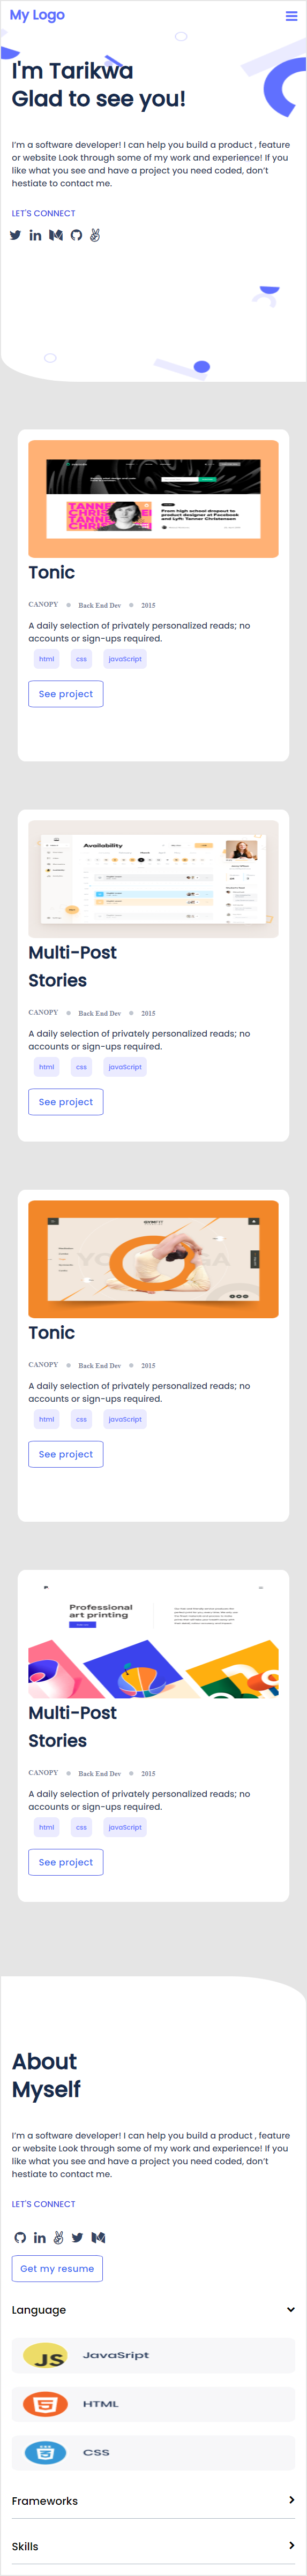 My Logo
I'm Tarikwa
Glad to see you!
I'm a software developer! I can help you build a product , feature
or website Look through some of my work and experience! If you
like what you see and have a project you need coded, don't
hestiate to contact me.
LET'S CONNECT
TANNE
From high school dropout to
product designer at Facebook
and Lyft: Tanner Christensen
Tonic
CANOPY Back End Dev 2015
A daily selection of privately personalized reads; no
accounts or sign-ups required.
html css javaScript
See project
Availability
Multi-Post
Stories
CANOPY Back End Dev 2015
A daily selection of privately personalized reads; no
accounts or sign-ups required.
html css javaScript
See project
GYMFIT
YOGA
Tonic
CANOPY Back End Dev 2015
A daily selection of privately personalized reads; no
accounts or sign-ups required.
html css javaScript
See project
Professional
art printing
Multi-Post
Stories
CANOPY Back End Dev 2015
A daily selection of privately personalized reads; no
accounts or sign-ups required.
html css javaScript
See project
About
Myself
I'm a software developer! I can help you build a product , feature
or website Look through some of my work and experience! If you
like what you see and have a project you need coded, don't
hestiate to contact me.
LET'S CONNECT
Get my resume
Language
JS JavaSript
HTML
CSS
Frameworks
Skills